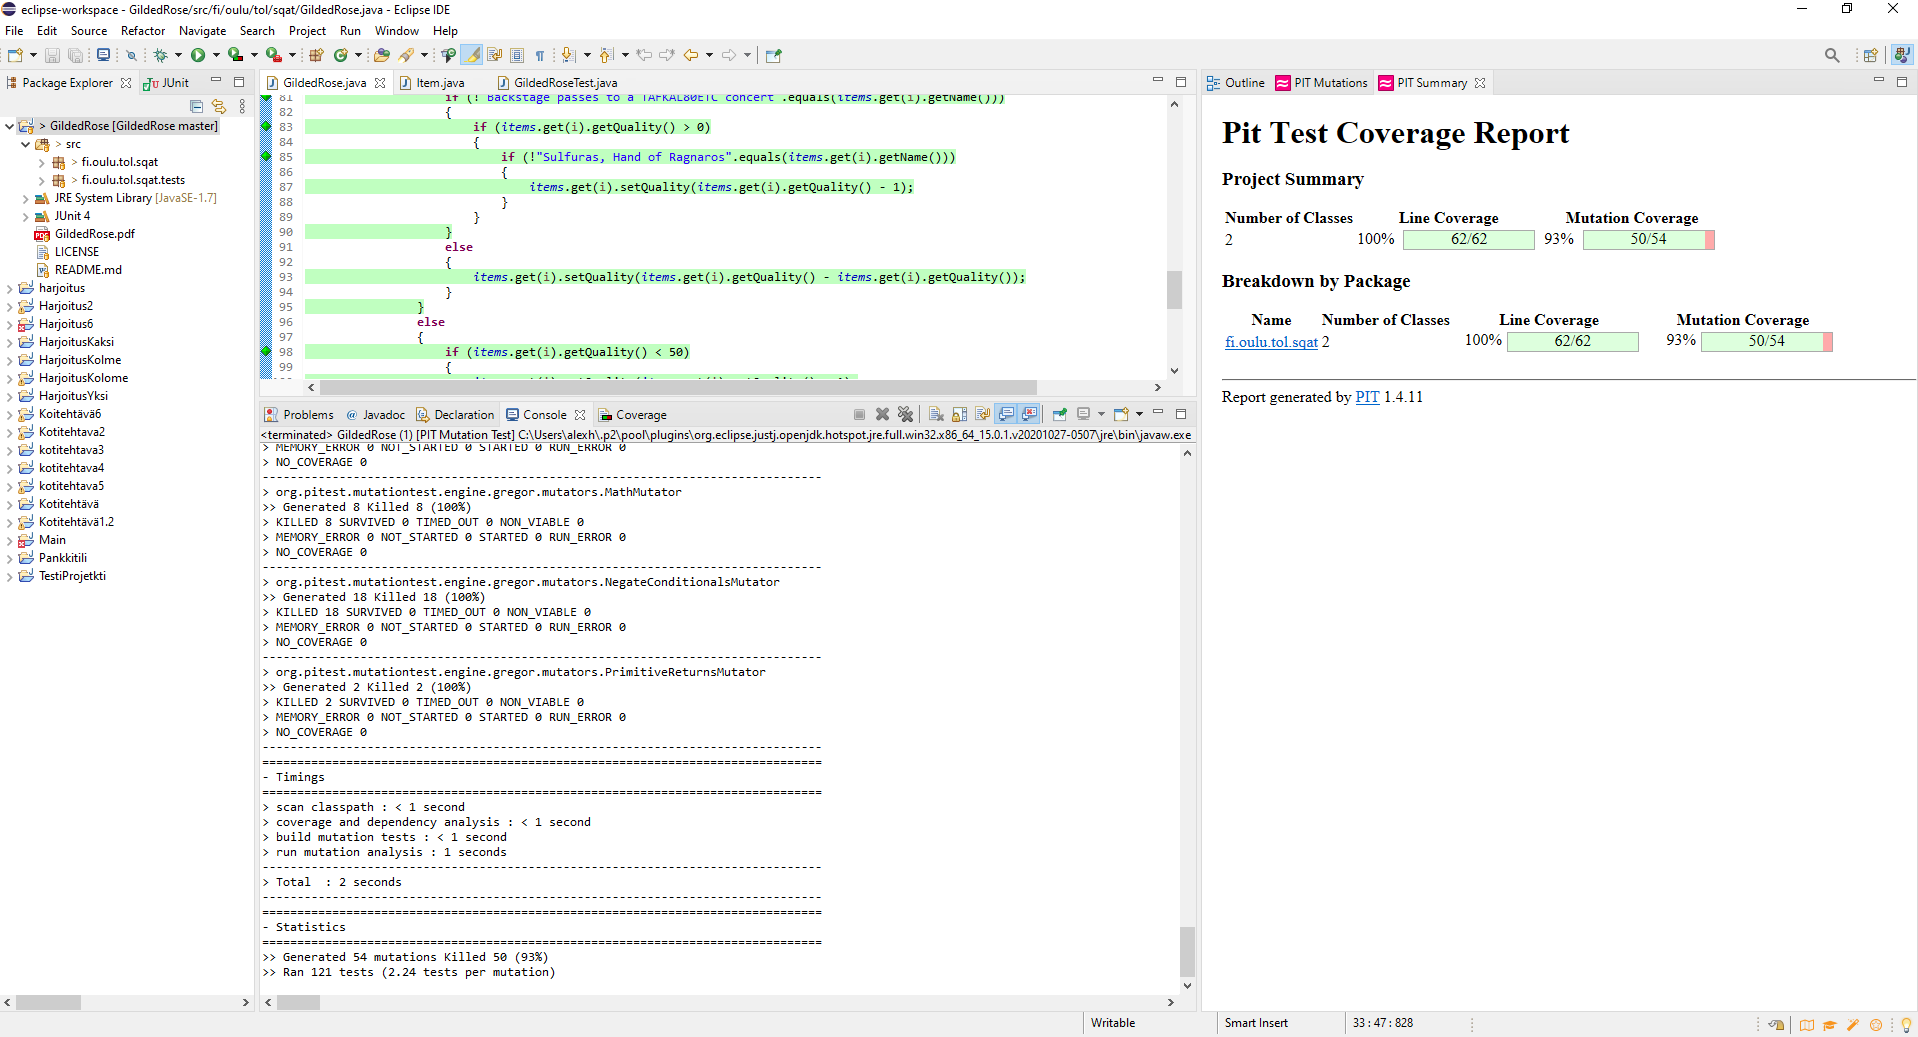 eclipse-workspace - GildedRose/src/fi/oulu/tol/sqat/GildedRose.java - Eclipse IDE
File Edit Source Refactor Navigate Search Project Run Window Help
Package Explorer JUnit
> GildedRose [GildedRose master]
> src
> fi.oulu.tol.sqat
> fi.oulu.tol.sqat.tests
JRE System Library [JavaSE-1.7]
JUnit 4
GildedRose.pdf
LICENSE
README.md
harjoitus
Harjoitus2
Harjoitus6
HarjoitusKaksi
HarjoitusKolme
HarjoitusKolome
HarjoitusYksi
Koitehtävä6
Kotitehtava2
kotitehtava3
kotitehtava4
kotitehtava5
Kotitehtävä
Kotitehtävä1.2
Main
Pankkitili
TestiProjetkti
GildedRose.java Item.java GildedRoseTest.java
81 if (!"Backstage passes to a TAFKAL80ETC concert".equals(items.get(i).getName()))
82 {
83 if (items.get(i).getQuality() > 0)
84 {
85 if (!"Sulfuras, Hand of Ragnaros".equals(items.get(i).getName()))
86 {
87 items.get(i).setQuality(items.get(i).getQuality() - 1);
88 }
89 }
90 }
91 else
92 {
93 items.get(i).setQuality(items.get(i).getQuality() - items.get(i).getQuality());
94 }
95 }
96 else
97 {
98 if (items.get(i).getQuality() < 50)
99 {
Problems Javadoc Declaration Console Coverage
<terminated> GildedRose (1) [PIT Mutation Test] C:\Users\alexh\.p2\pool\plugins\org.eclipse.justj.openjdk.hotspot.jre.full.win32.x86_64_15.0.1.v20201027-0507\jre\bin\javaw.exe
> MEMORY_ERROR 0 NOT_STARTED 0 STARTED 0 RUN_ERROR 0
> NO_COVERAGE 0
--------------------------------------------------------------------------------
> org.pitest.mutationtest.engine.gregor.mutators.MathMutator
>> Generated 8 Killed 8 (100%)
> KILLED 8 SURVIVED 0 TIMED_OUT 0 NON_VIABLE 0
> MEMORY_ERROR 0 NOT_STARTED 0 STARTED 0 RUN_ERROR 0
> NO_COVERAGE 0
--------------------------------------------------------------------------------
> org.pitest.mutationtest.engine.gregor.mutators.NegateConditionalsMutator
>> Generated 18 Killed 18 (100%)
> KILLED 18 SURVIVED 0 TIMED_OUT 0 NON_VIABLE 0
> MEMORY_ERROR 0 NOT_STARTED 0 STARTED 0 RUN_ERROR 0
> NO_COVERAGE 0
--------------------------------------------------------------------------------
> org.pitest.mutationtest.engine.gregor.mutators.PrimitiveReturnsMutator
>> Generated 2 Killed 2 (100%)
> KILLED 2 SURVIVED 0 TIMED_OUT 0 NON_VIABLE 0
> MEMORY_ERROR 0 NOT_STARTED 0 STARTED 0 RUN_ERROR 0
> NO_COVERAGE 0
--------------------------------------------------------------------------------
================================================================================
- Timings
================================================================================
> scan classpath : < 1 second
> coverage and dependency analysis : < 1 second
> build mutation tests : < 1 second
> run mutation analysis : 1 seconds
--------------------------------------------------------------------------------
> Total : 2 seconds
--------------------------------------------------------------------------------
================================================================================
- Statistics
================================================================================
>> Generated 54 mutations Killed 50 (93%)
>> Ran 121 tests (2.24 tests per mutation)
Outline PIT Mutations PIT Summary
Pit Test Coverage Report
Project Summary
Number of Classes Line Coverage Mutation Coverage
2 100% 62/62 93% 50/54
Breakdown by Package
Name Number of Classes Line Coverage Mutation Coverage
fi.oulu.tol.sqat 2 100% 62/62 93% 50/54
Report generated by PIT 1.4.11
Writable Smart Insert 33 : 47 : 828